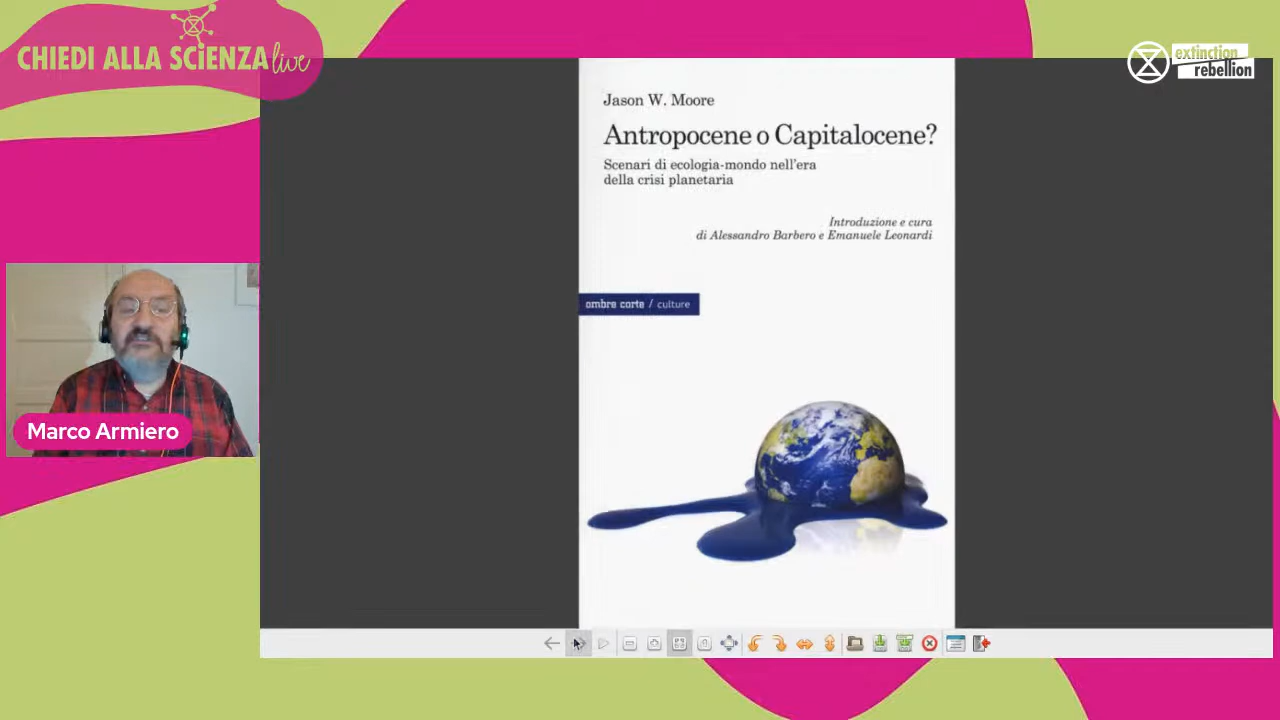 CHIEDI ALLA SCiENZA live
extinction
rebellion
Jason W. Moore
Antropocene o Capitalocene?
Scenari di ecologia-mondo nell'era
della crisi planetaria
Introduzione e cura
di Alessandro Barbero e Emanuele Leonardi
ombre corte / culture
Marco Armiero